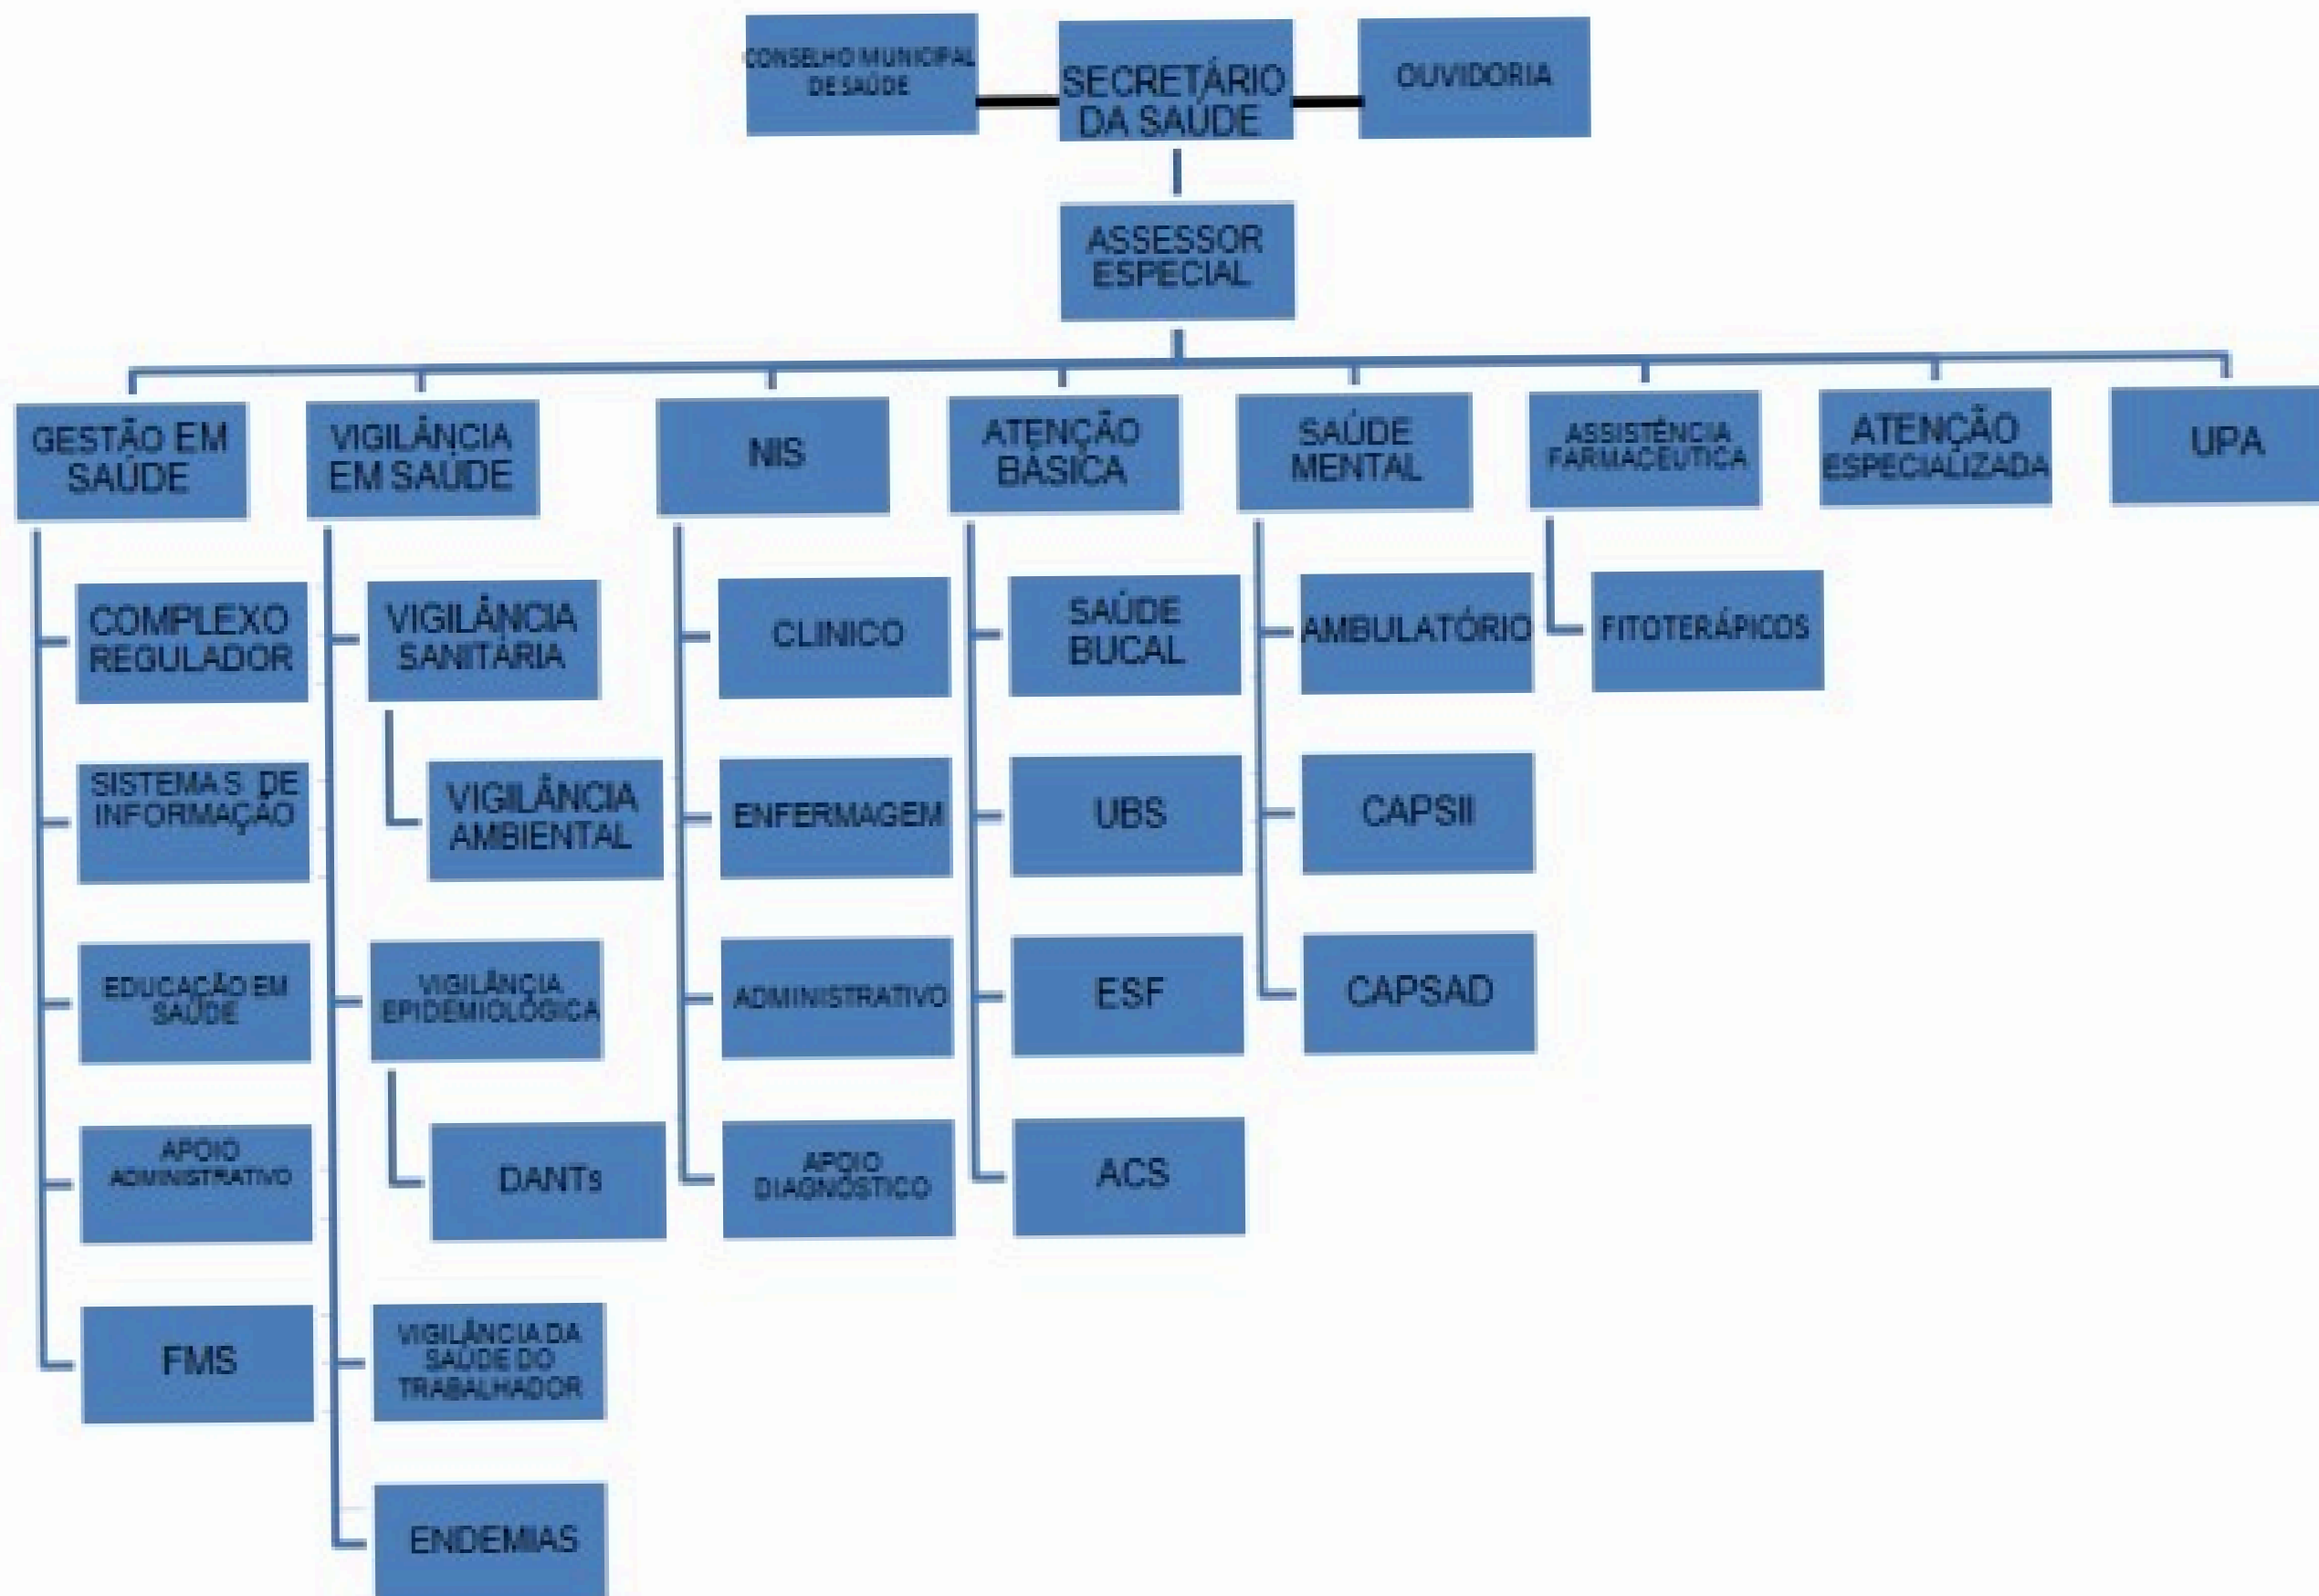 CONSELHO MUNICIPAL
DE SAÚDE
SECRETÁRIO
DA SAÚDE
OUVIDORIA
ASSESSOR
ESPECIAL
GESTÃO EM
SAÚDE
VIGILÂNCIA
EM SAUDE
NIS
ATENÇÃO
BÁSICA
SAÚDE
MENTAL
ASSISTÊNCIA
FARMACEUTICA
ATENÇÃO
ESPECIALIZADA
UPA
COMPLEXO
REGULADOR
SISTEMAS DE
INFORMAÇÃO
EDUCAÇÃO EM
SAÚDE
APOIO
ADMINISTRATIVO
FMS
VIGILÂNCIA
SANITÁRIA
VIGILÂNCIA
AMBIENTAL
VIGILÂNCIA
EPIDEMIOLÓGICA
DANTs
VIGILÂNCIA DA
SAÚDE DO
TRABALHADOR
ENDEMIAS
CLINICO
ENFERMAGEM
ADMINISTRATIVO
APOIO
DIAGNÓSTICO
SAÚDE
BUCAL
UBS
ESF
ACS
AMBULATÓRIO
CAPSII
CAPSAD
FITOTERÁPICOS